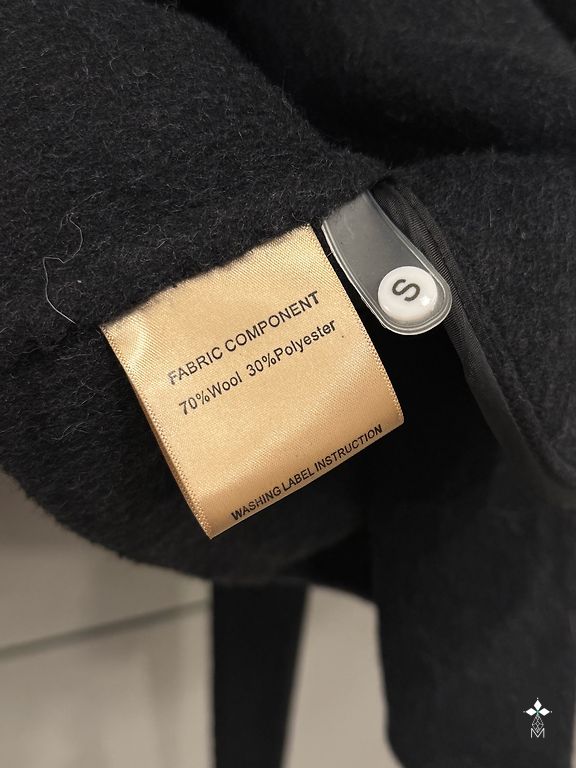 FABRIC COMPONENT
70%Wool 30%Polyester
WASHING LABEL INSTRUCTION
S
M